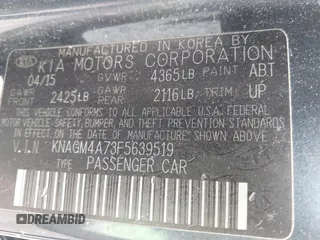 MANUFACTURED IN KOREA BY
KIA KIA MOTORS CORPORATION
04/15 GVWR 4365LB PAINT ABT
GAWR FRONT 2425LB GAWR REAR 2116LB TRIM UP
THIS VEHICLE CONFORMS TO ALL APPLICABLE U.S.A. FEDERAL
MOTOR VEHICLE SAFETY, BUMPER, AND THEFT PREVENTION STANDARDS
IN EFFECT ON THE DATE OF MANUFACTURE SHOWN ABOVE.
V.I.N. KNAGM4A73F5639519
TYPE PASSENGER CAR
DREAMBID